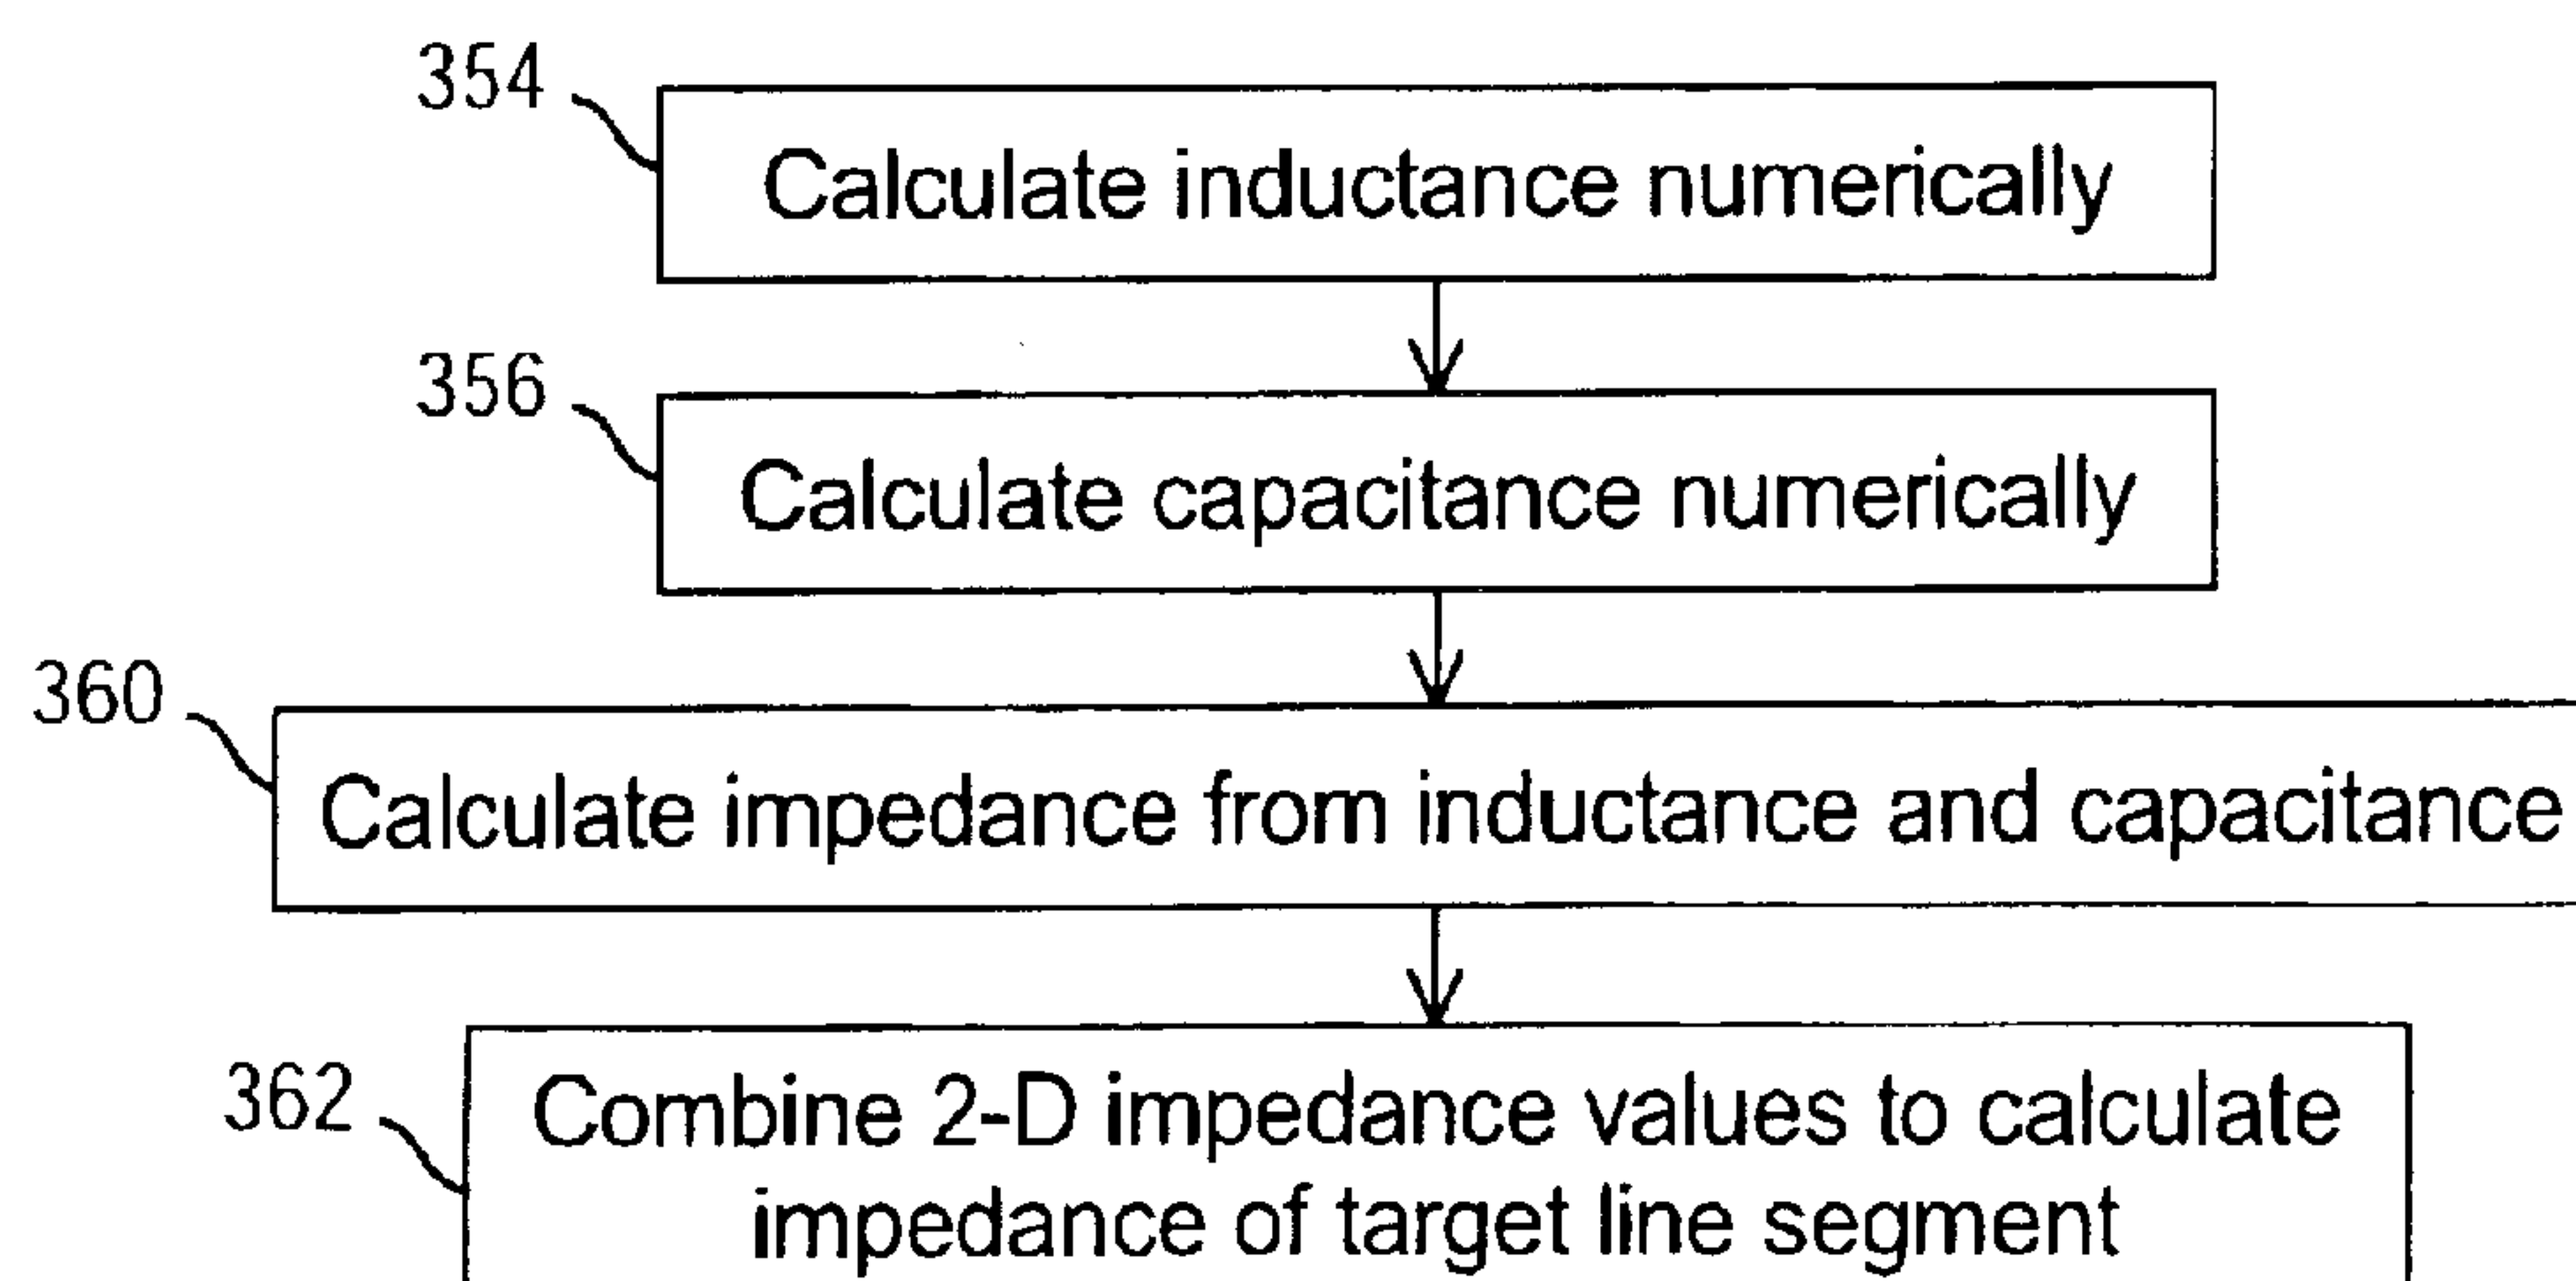 354
Calculate inductance numerically
356
Calculate capacitance numerically
360
Calculate impedance from inductance and capacitance
362
Combine 2-D impedance values to calculate
impedance of target line segment